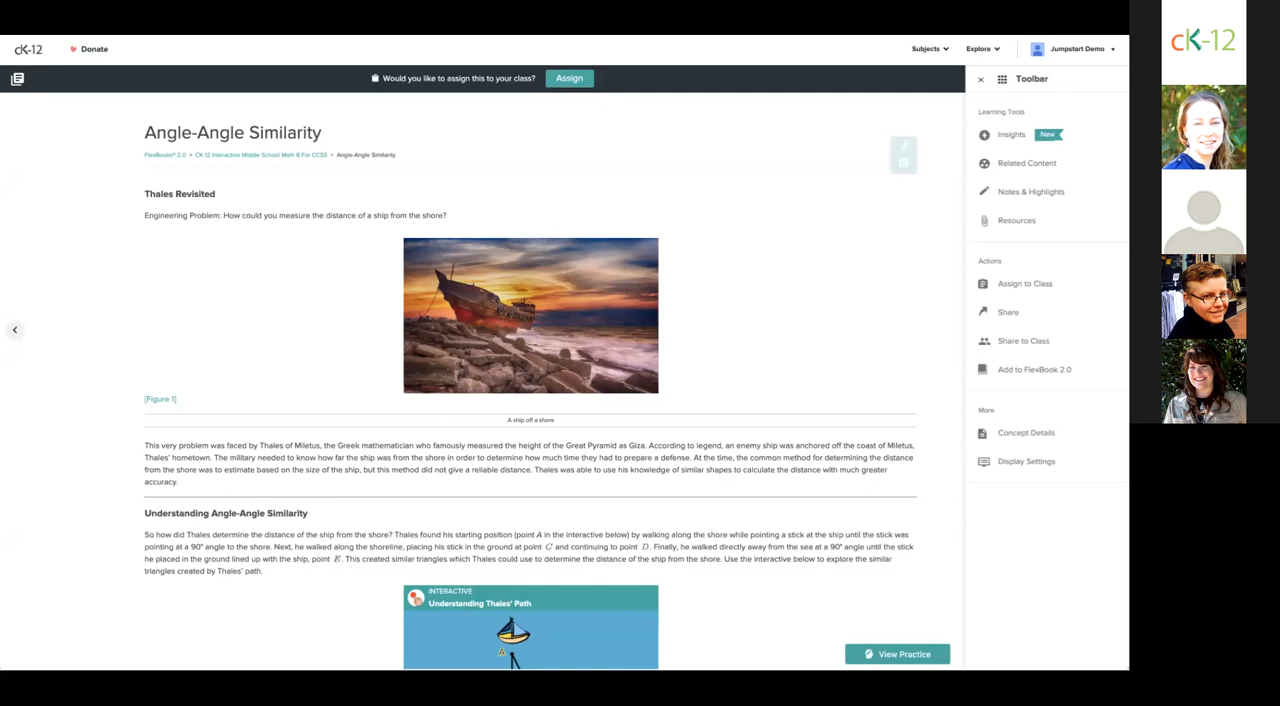 cK-12
Donate
Subjects
Explore
Jumpstart Demo
cK-12
Would you like to assign this to your class?
Assign
Toolbar
Angle-Angle Similarity
FlexBooks® 2.0 > CK-12 Interactive Middle School Math 8 For CCSS > Angle-Angle Similarity
Thales Revisited
Engineering Problem: How could you measure the distance of a ship from the shore?
[Figure 1]
A ship off a shore
This very problem was faced by Thales of Miletus, the Greek mathematician who famously measured the height of the Great Pyramid as Giza. According to legend, an enemy ship was anchored off the coast of Miletus,
Thales' hometown. The military needed to know how far the ship was from the shore in order to determine how much time they had to prepare a defense. At the time, the common method for determining the distance
from the shore was to estimate based on the size of the ship, but this method did not give a reliable distance. Thales was able to use his knowledge of similar shapes to calculate the distance with much greater
accuracy.
Understanding Angle-Angle Similarity
So how did Thales determine the distance of the ship from the shore? Thales found his starting position (point A in the interactive below) by walking along the shore while pointing a stick at the ship until the stick was
pointing at a 90° angle to the shore. Next, he walked along the shoreline, placing his stick in the ground at point C and continuing to point D. Finally, he walked directly away from the sea at a 90° angle until the stick
he placed in the ground lined up with the ship, point E. This created similar triangles which Thales could use to determine the distance of the ship from the shore. Use the interactive below to explore the similar
triangles created by Thales' path.
INTERACTIVE
Understanding Thales' Path
A
View Practice
Learning Tools
Insights
New
Related Content
Notes & Highlights
Resources
Actions
Assign to Class
Share
Share to Class
Add to FlexBook 2.0
More
Concept Details
Display Settings